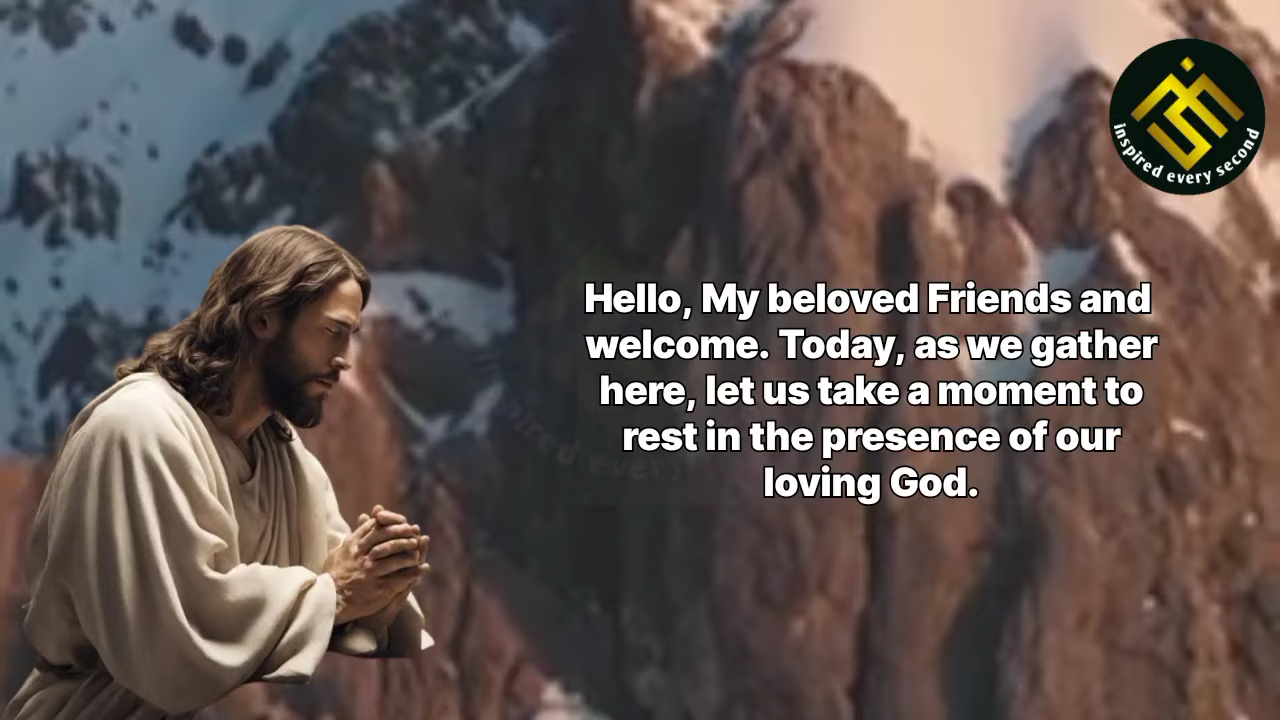 inspired every second
Hello, My beloved Friends and
welcome. Today, as we gather
here, let us take a moment to
rest in the presence of our
loving God.